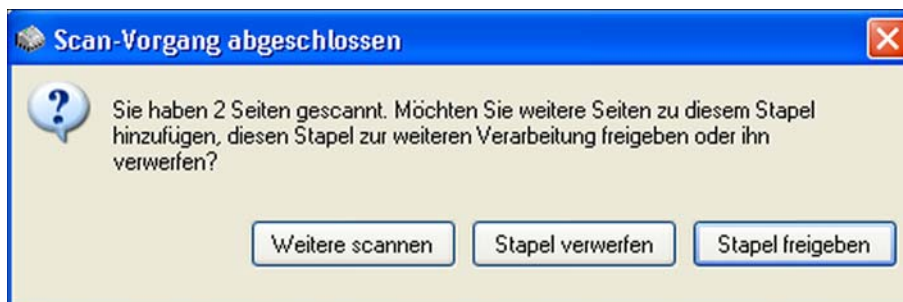 Scan-Vorgang abgeschlossen
Sie haben 2 Seiten gescannt. Möchten Sie weitere Seiten zu diesem Stapel
hinzufügen, diesen Stapel zur weiteren Verarbeitung freigeben oder ihn
verwerfen?
Weitere scannen Stapel verwerfen Stapel freigeben